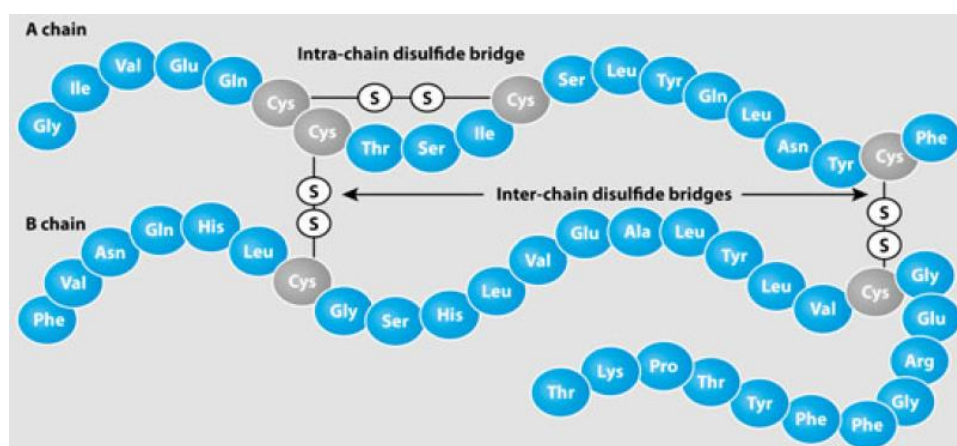 A chain
Intra-chain disulfide bridge
Gly Ile Val Glu Gln Cys S S Cys Ser Leu Tyr Gln Leu Asn Tyr Cys Phe
Cys Thr Ser Ile
S S
Inter-chain disulfide bridges
S S
B chain
Phe Val Asn Gln His Leu Cys Gly Ser His Leu Val Glu Ala Leu Tyr Leu Val Cys Gly
Glu
Arg
Gly
Thr Lys Pro Thr Tyr Phe Phe